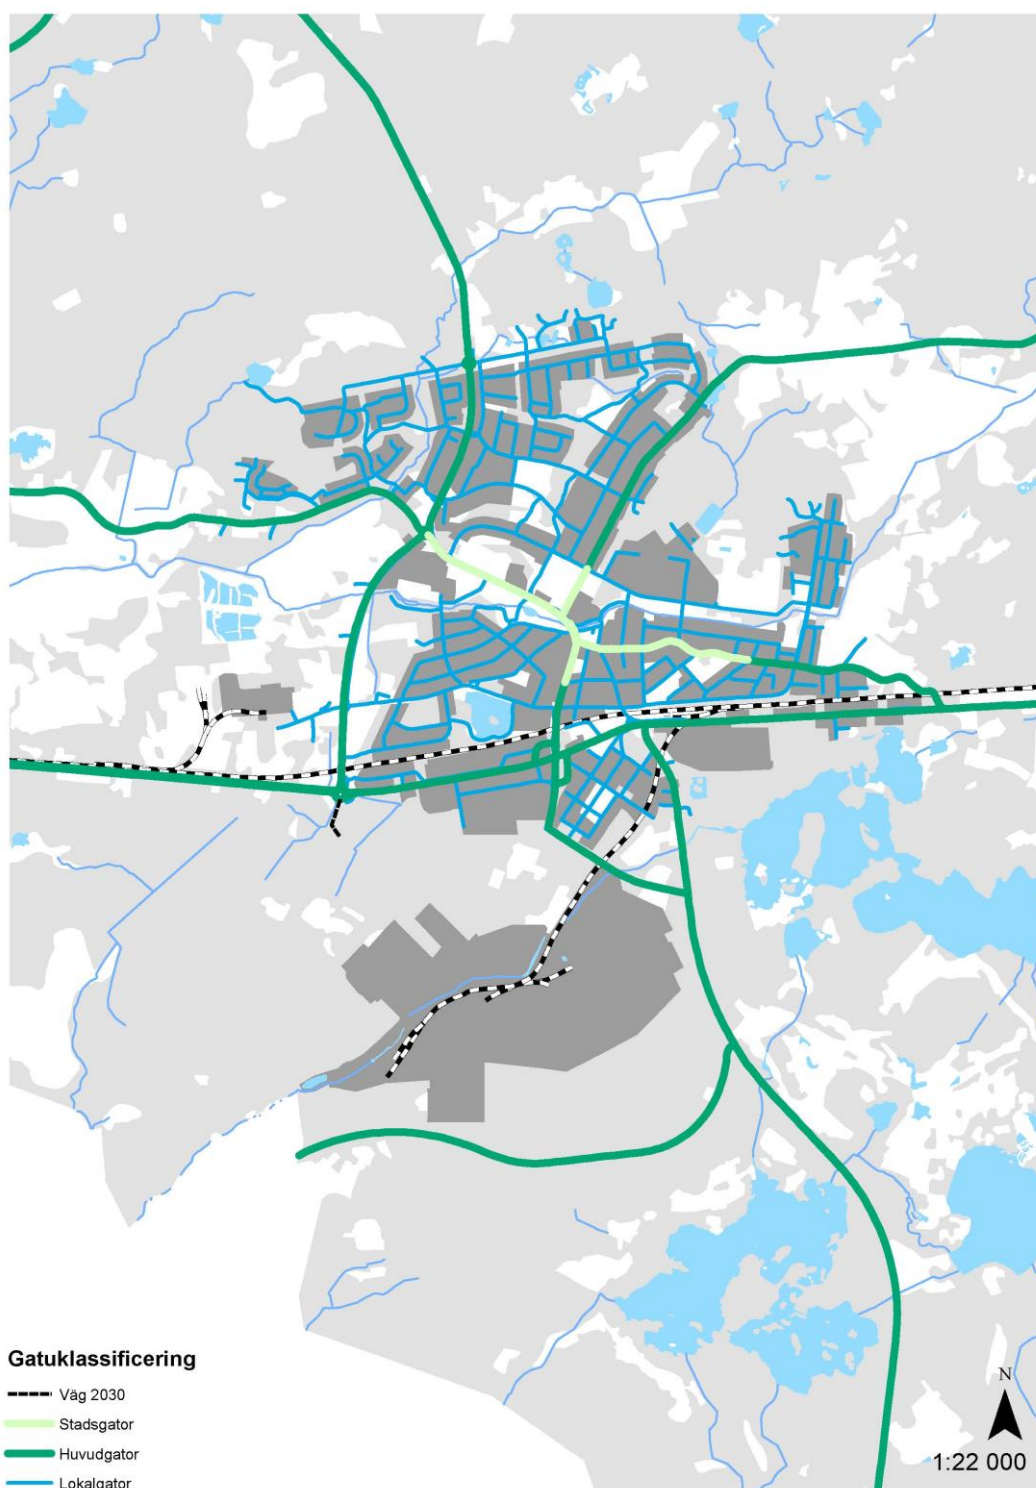 Gatuklassificering
Väg 2030
Stadsgator
Huvudgator
Lokalgator
N
1:22 000